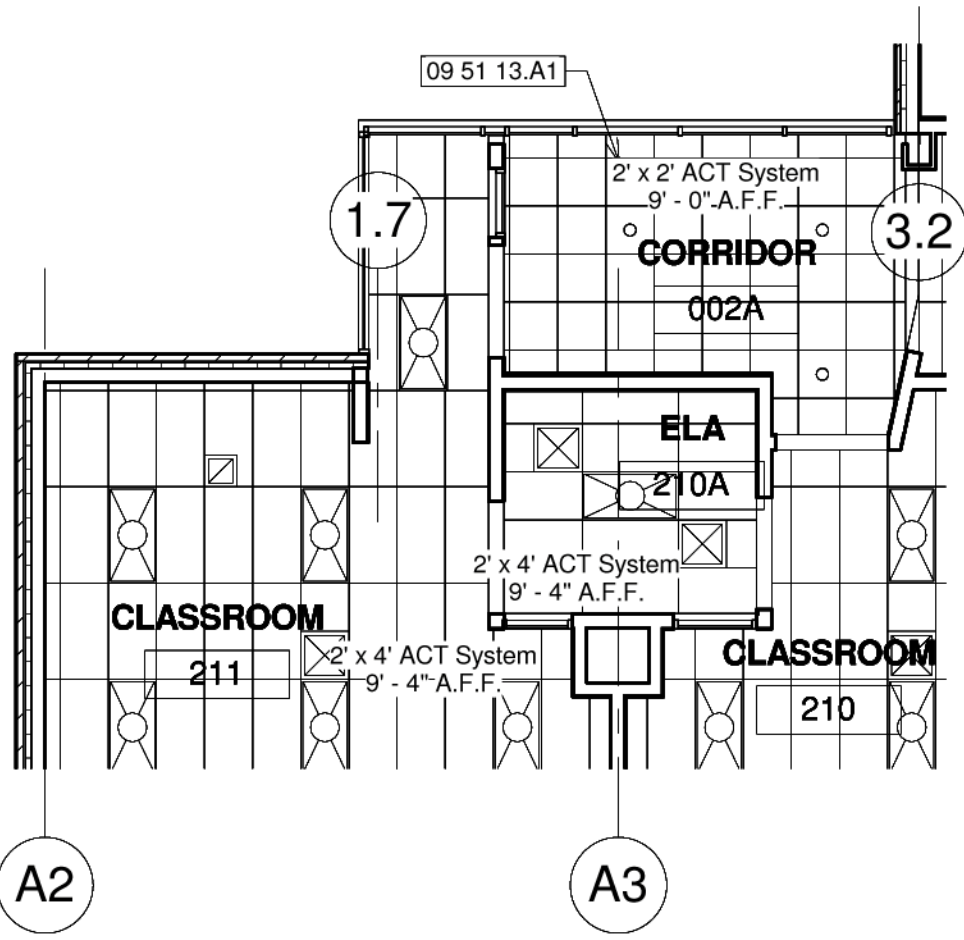 09 51 13.A1
2' x 2' ACT System
9' - 0" A.F.F.
1.7
3.2
CORRIDOR
002A
ELA
210A
2' x 4' ACT System
9' - 4" A.F.F.
CLASSROOM
211
2' x 4' ACT System
9' - 4" A.F.F.
CLASSROOM
210
A2
A3